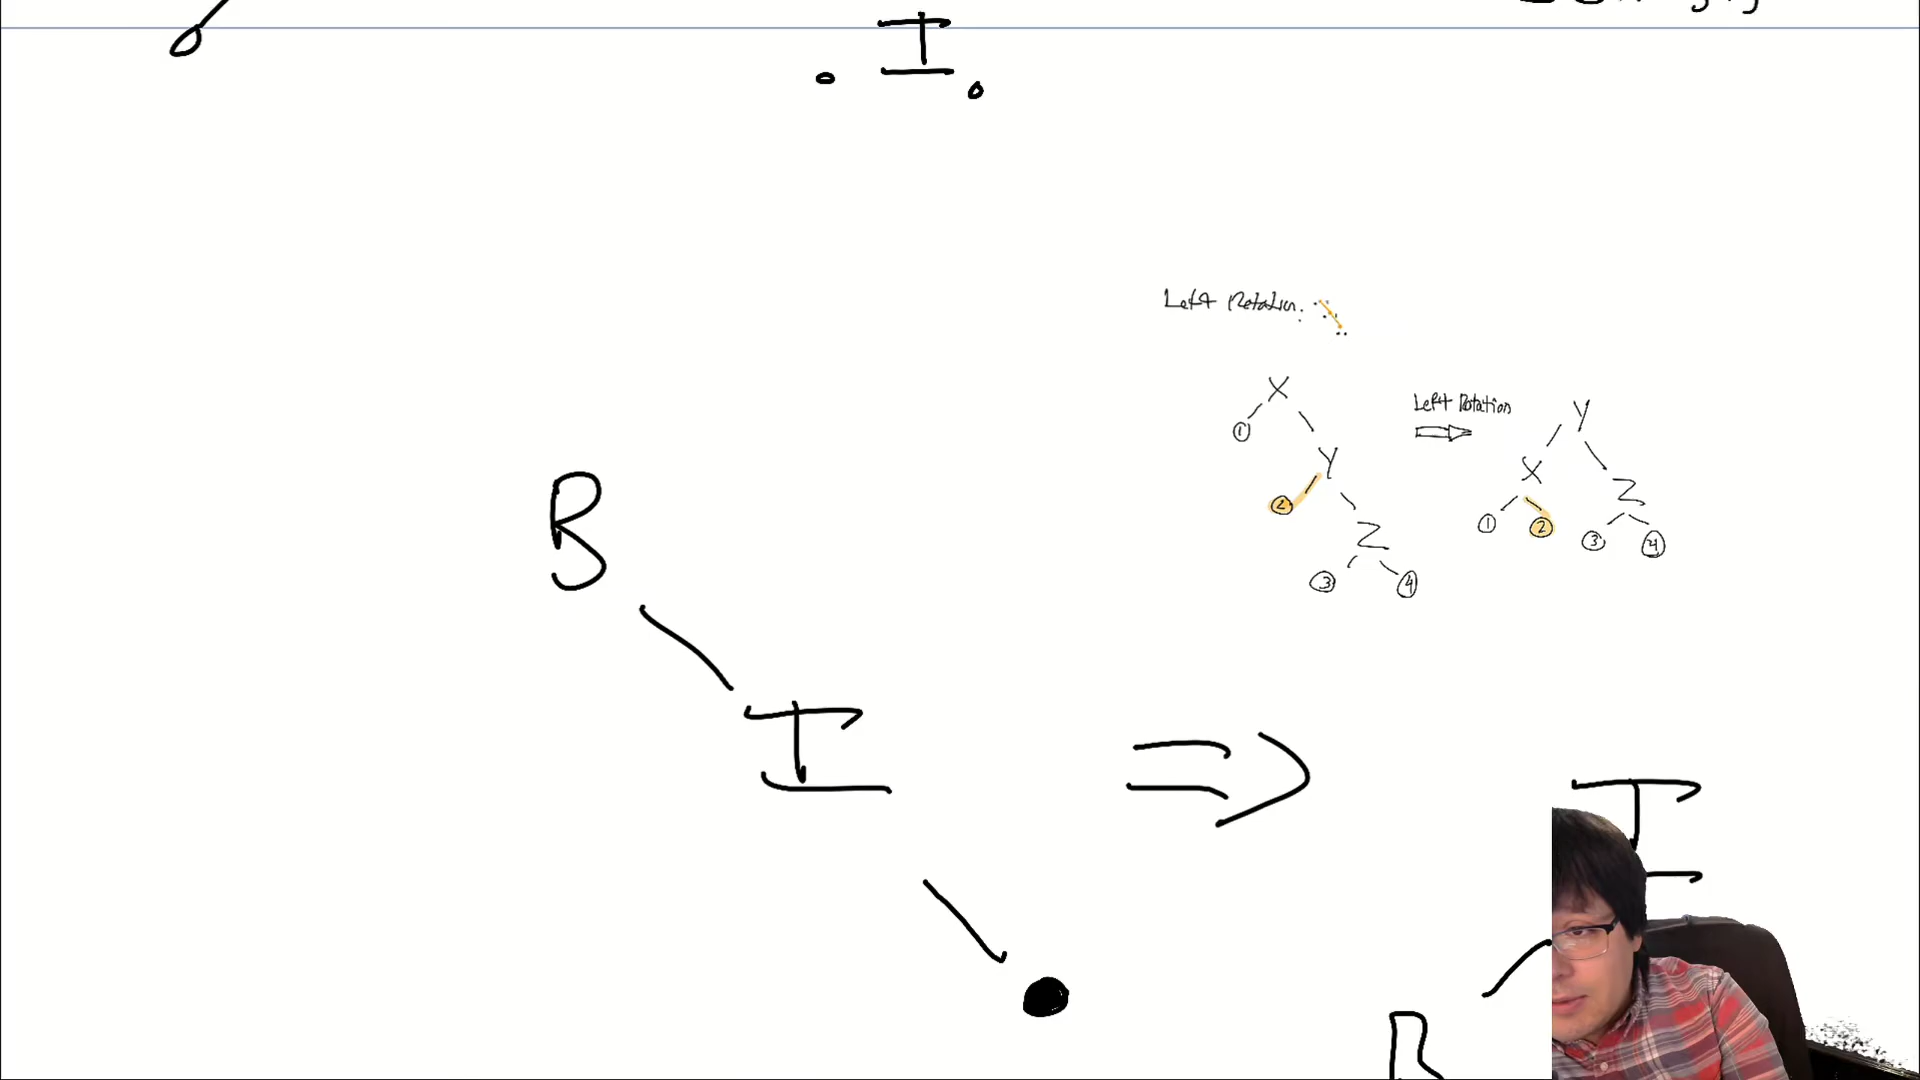 I
Left Rotation:
X
①
Left Rotation
Y
Y
②
X
Z
①
②
③
④
Z
③
④
B
I
I
B